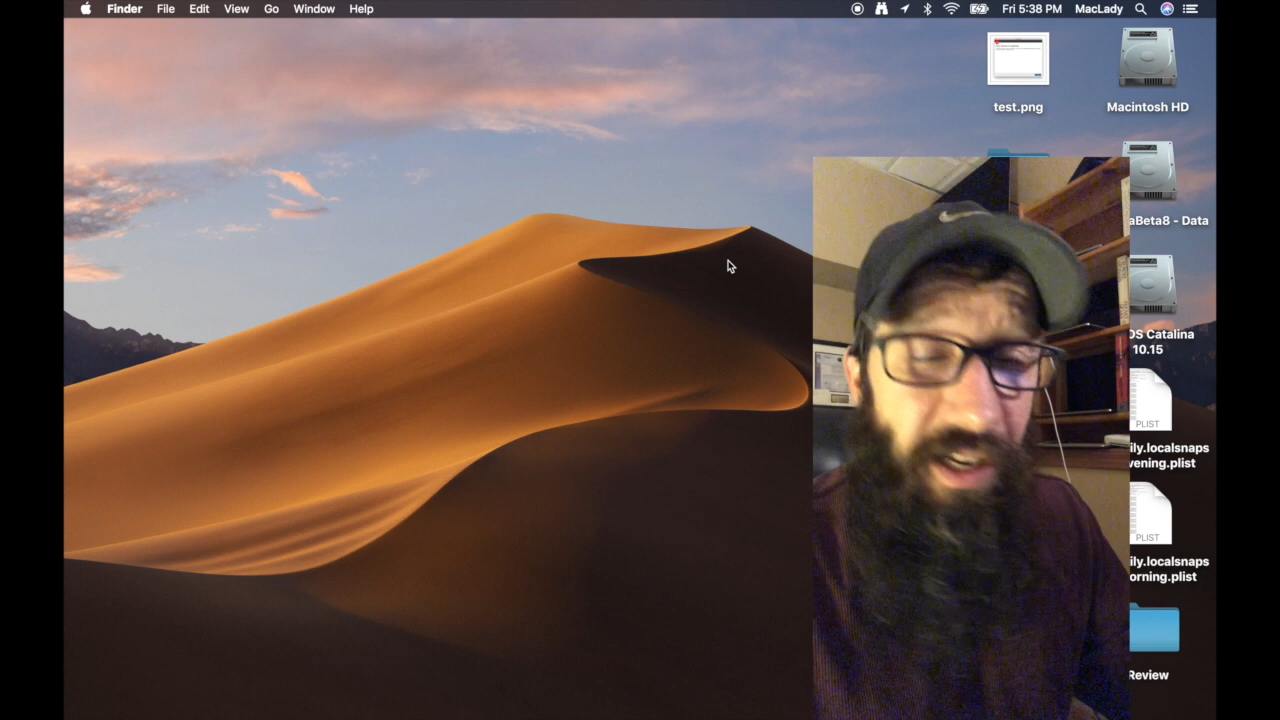 Finder File Edit View Go Window Help
Fri 5:38 PM MacLady
test.png
Macintosh HD
aBeta8 - Data
OS Catalina
10.15
PLIST
ily.localsnaps
vening.plist
PLIST
ily.localsnaps
orning.plist
Review